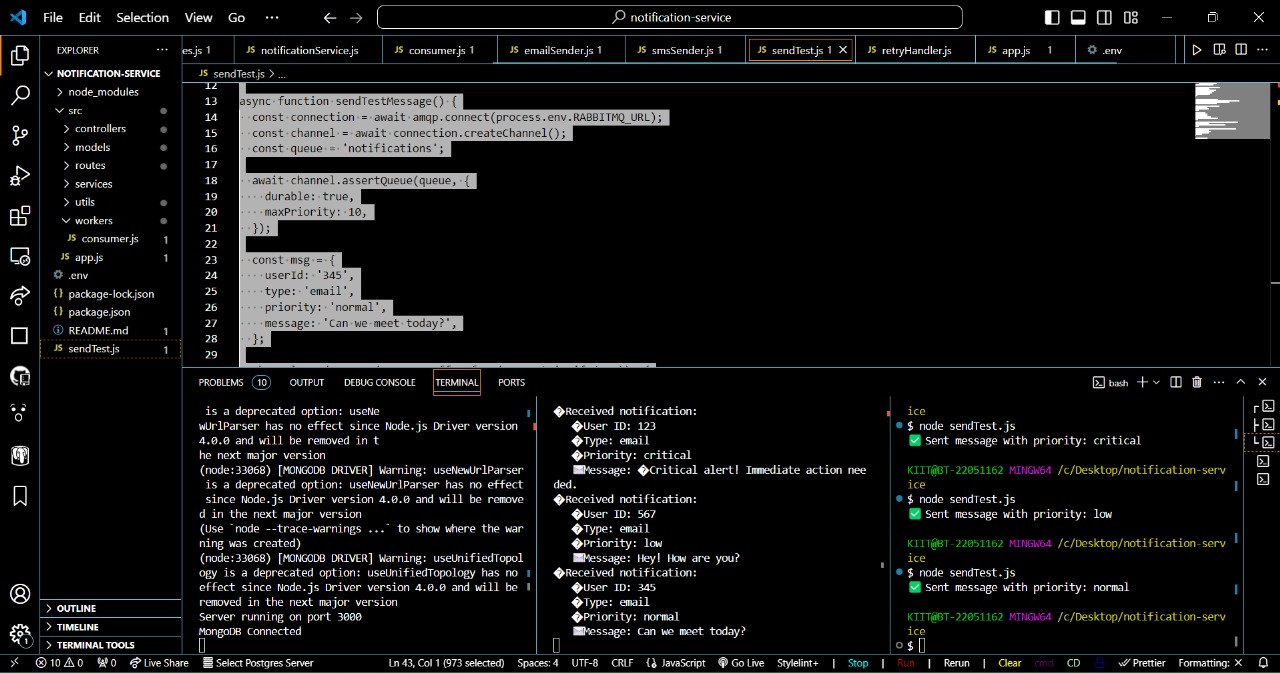 File Edit Selection View Go ··· notification-service
EXPLORER ···
es.js 1 JS notificationService.js JS consumer.js 1 JS emailSender.js 1 JS smsSender.js 1 JS sendTest.js 1 JS retryHandler.js JS app.js 1 .env
NOTIFICATION-SERVICE
node_modules
src
controllers
models
routes
services
utils
workers
JS consumer.js 1
JS app.js 1
.env
{} package-lock.json
{} package.json
README.md 1
JS sendTest.js 1
OUTLINE
TIMELINE
TERMINAL TOOLS
JS sendTest.js > ...
12
13 async function sendTestMessage() {
14 const connection = await amqp.connect(process.env.RABBITMQ_URL);
15 const channel = await connection.createChannel();
16 const queue = 'notifications';
17
18 await channel.assertQueue(queue, {
19 durable: true,
20 maxPriority: 10,
21 });
22
23 const msg = {
24 userId: '345',
25 type: 'email',
26 priority: 'normal',
27 message: 'Can we meet today?',
28 };
29
PROBLEMS 10 OUTPUT DEBUG CONSOLE TERMINAL PORTS bash
is a deprecated option: useNe
wUrlParser has no effect since Node.js Driver version
4.0.0 and will be removed in t
he next major version
(node:33068) [MONGODB DRIVER] Warning: useNewUrlParser
is a deprecated option: useNewUrlParser has no effect
since Node.js Driver version 4.0.0 and will be remove
d in the next major version
(Use `node --trace-warnings ...` to show where the war
ning was created)
(node:33068) [MONGODB DRIVER] Warning: useUnifiedTopol
ogy is a deprecated option: useUnifiedTopology has no
effect since Node.js Driver version 4.0.0 and will be
removed in the next major version
Server running on port 3000
MongoDB Connected
�Received notification:
�User ID: 123
�Type: email
�Priority: critical
✉Message: �Critical alert! Immediate action nee
ded.
�Received notification:
�User ID: 567
�Type: email
�Priority: low
✉Message: Hey! How are you?
�Received notification:
�User ID: 345
�Type: email
�Priority: normal
✉Message: Can we meet today?
ice
$ node sendTest.js
✅ Sent message with priority: critical
KIIT@BT-22051162 MINGW64 /c/Desktop/notification-serv
ice
$ node sendTest.js
✅ Sent message with priority: low
KIIT@BT-22051162 MINGW64 /c/Desktop/notification-serv
ice
$ node sendTest.js
✅ Sent message with priority: normal
KIIT@BT-22051162 MINGW64 /c/Desktop/notification-serv
ice
$
10 0 0 Live Share Select Postgres Server Ln 43, Col 1 (973 selected) Spaces: 4 UTF-8 CRLF JavaScript Go Live Stylelint+ | Stop | Run | Rerun | Clear cmd CD Prettier Formatting: ✕